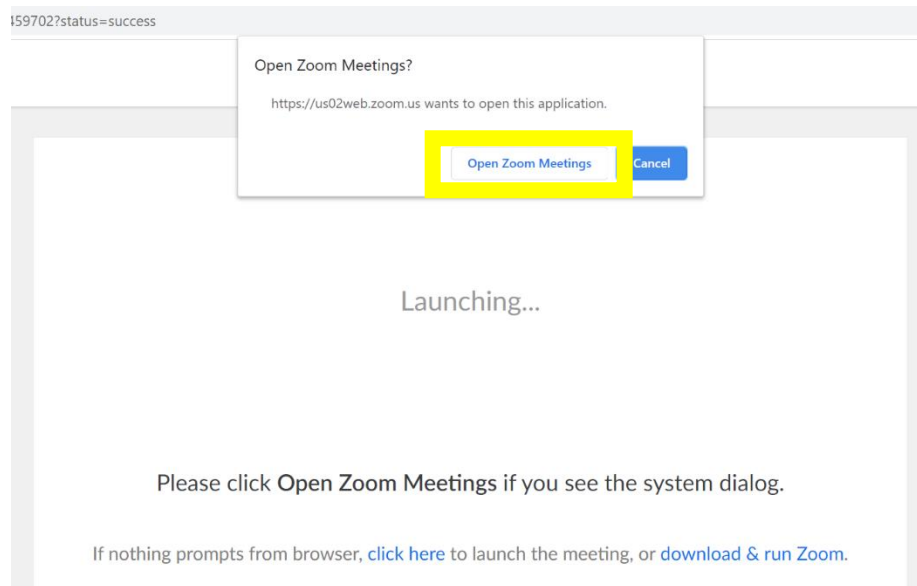 459702?status=success
Open Zoom Meetings?
https://us02web.zoom.us wants to open this application.
Open Zoom Meetings Cancel
Launching...
Please click Open Zoom Meetings if you see the system dialog.
If nothing prompts from browser, click here to launch the meeting, or download & run Zoom.